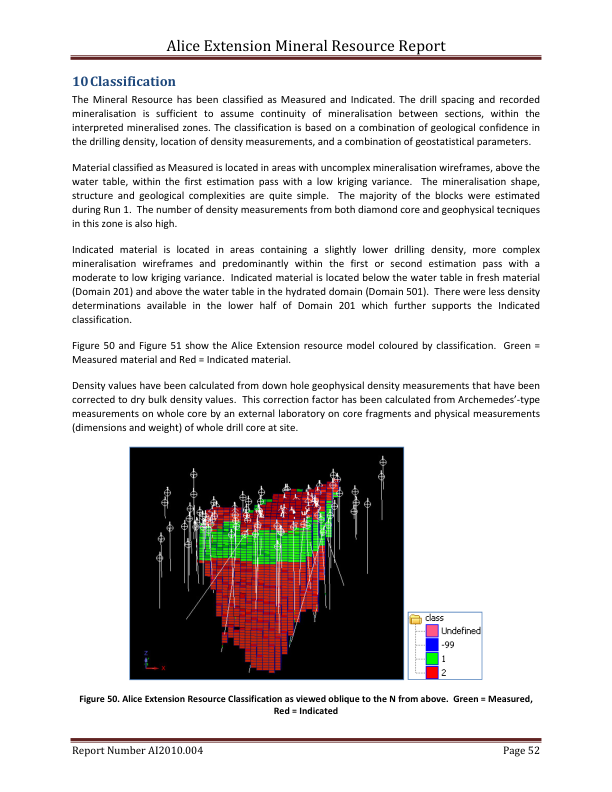 Alice Extension Mineral Resource Report
10 Classification
The Mineral Resource has been classified as Measured and Indicated. The drill spacing and recorded
mineralisation is sufficient to assume continuity of mineralisation between sections, within the
interpreted mineralised zones. The classification is based on a combination of geological confidence in
the drilling density, location of density measurements, and a combination of geostatistical parameters.
Material classified as Measured is located in areas with uncomplex mineralisation wireframes, above the
water table, within the first estimation pass with a low kriging variance. The mineralisation shape,
structure and geological complexities are quite simple. The majority of the blocks were estimated
during Run 1. The number of density measurements from both diamond core and geophysical tecniques
in this zone is also high.
Indicated material is located in areas containing a slightly lower drilling density, more complex
mineralisation wireframes and predominantly within the first or second estimation pass with a
moderate to low kriging variance. Indicated material is located below the water table in fresh material
(Domain 201) and above the water table in the hydrated domain (Domain 501). There were less density
determinations available in the lower half of Domain 201 which further supports the Indicated
classification.
Figure 50 and Figure 51 show the Alice Extension resource model coloured by classification. Green =
Measured material and Red = Indicated material.
Density values have been calculated from down hole geophysical density measurements that have been
corrected to dry bulk density values. This correction factor has been calculated from Archemedes'-type
measurements on whole core by an external laboratory on core fragments and physical measurements
(dimensions and weight) of whole drill core at site.
Z
X
class
Undefined
-99
1
2
Figure 50. Alice Extension Resource Classification as viewed oblique to the N from above. Green = Measured,
Red = Indicated
Report Number AI2010.004 Page 52